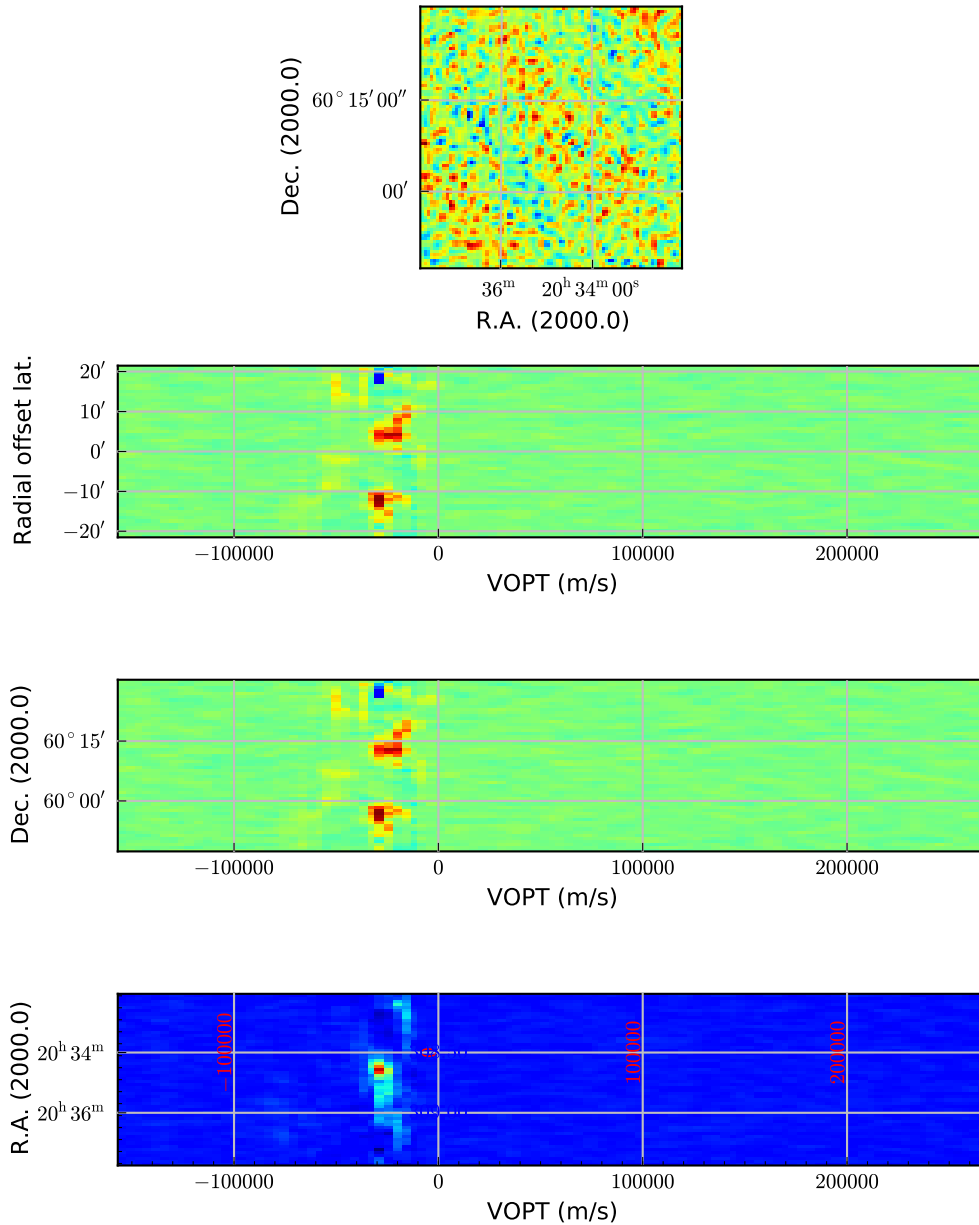 Dec. (2000.0)
60° 15′ 00″
00′
36ᵐ 20ʰ 34ᵐ 00ˢ
R.A. (2000.0)
Radial offset lat.
20′
10′
0′
−10′
−20′
−100000 0 100000 200000
VOPT (m/s)
Dec. (2000.0)
60° 15′
60° 00′
−100000 0 100000 200000
VOPT (m/s)
R.A. (2000.0)
20ʰ 34ᵐ
20ʰ 36ᵐ
−100000 0 100000 200000
−100000 0 100000 200000
VOPT (m/s)